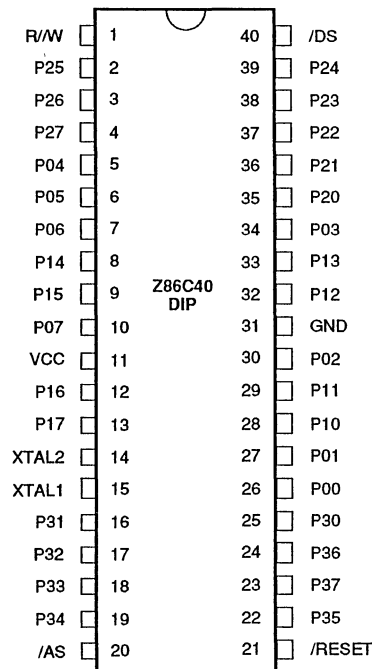 R//W 1 40 /DS
P25 2 39 P24
P26 3 38 P23
P27 4 37 P22
P04 5 36 P21
P05 6 35 P20
P06 7 34 P03
P14 8 33 P13
P15 9 Z86C40 32 P12
DIP
P07 10 31 GND
VCC 11 30 P02
P16 12 29 P11
P17 13 28 P10
XTAL2 14 27 P01
XTAL1 15 26 P00
P31 16 25 P30
P32 17 24 P36
P33 18 23 P37
P34 19 22 P35
/AS 20 21 /RESET